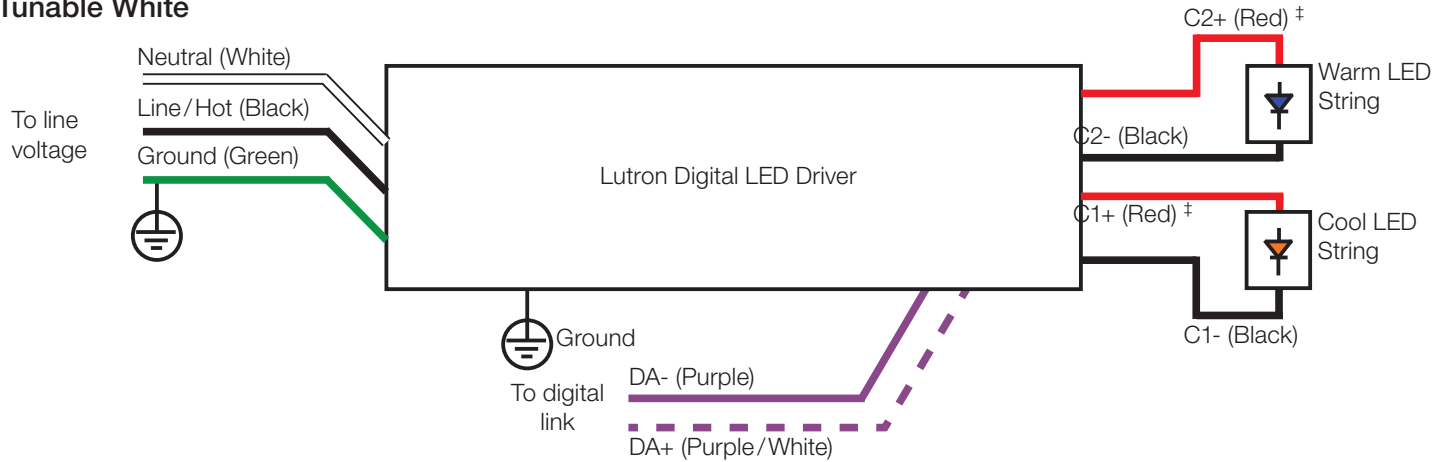 Tunable White
C2+ (Red) ‡
Neutral (White)
Warm LED
String
Line/Hot (Black)
To line
voltage
C2- (Black)
Ground (Green)
Lutron Digital LED Driver
C1+ (Red) ‡
Cool LED
String
Ground
C1- (Black)
DA- (Purple)
To digital
link
DA+ (Purple/White)